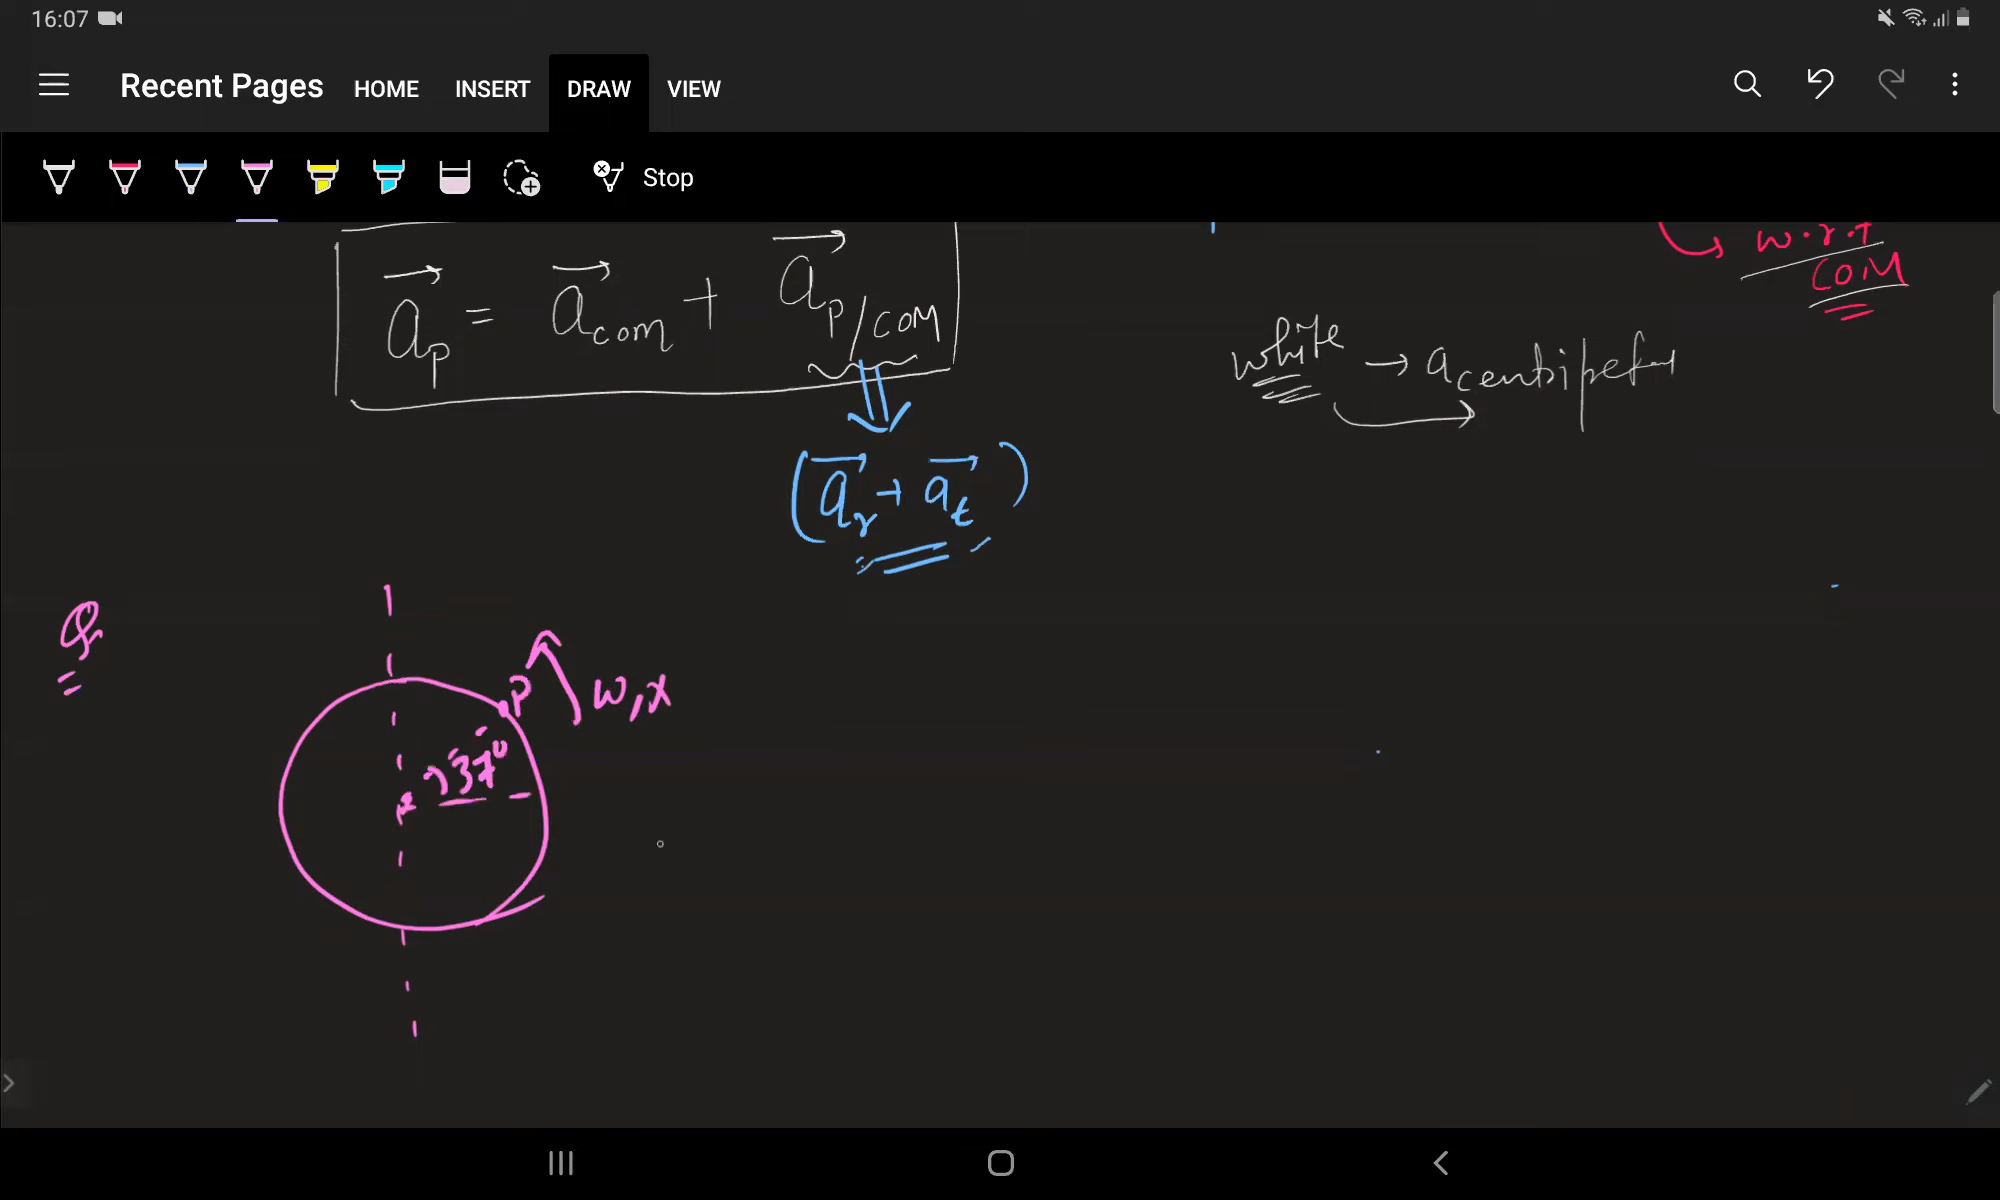 16:07
Recent Pages HOME INSERT DRAW VIEW
Stop
w.r.t
COM
a⃗p = a⃗com + a⃗p/COM
white → acentripetal
(a⃗r + a⃗t)
Q
P
ω, α
37°